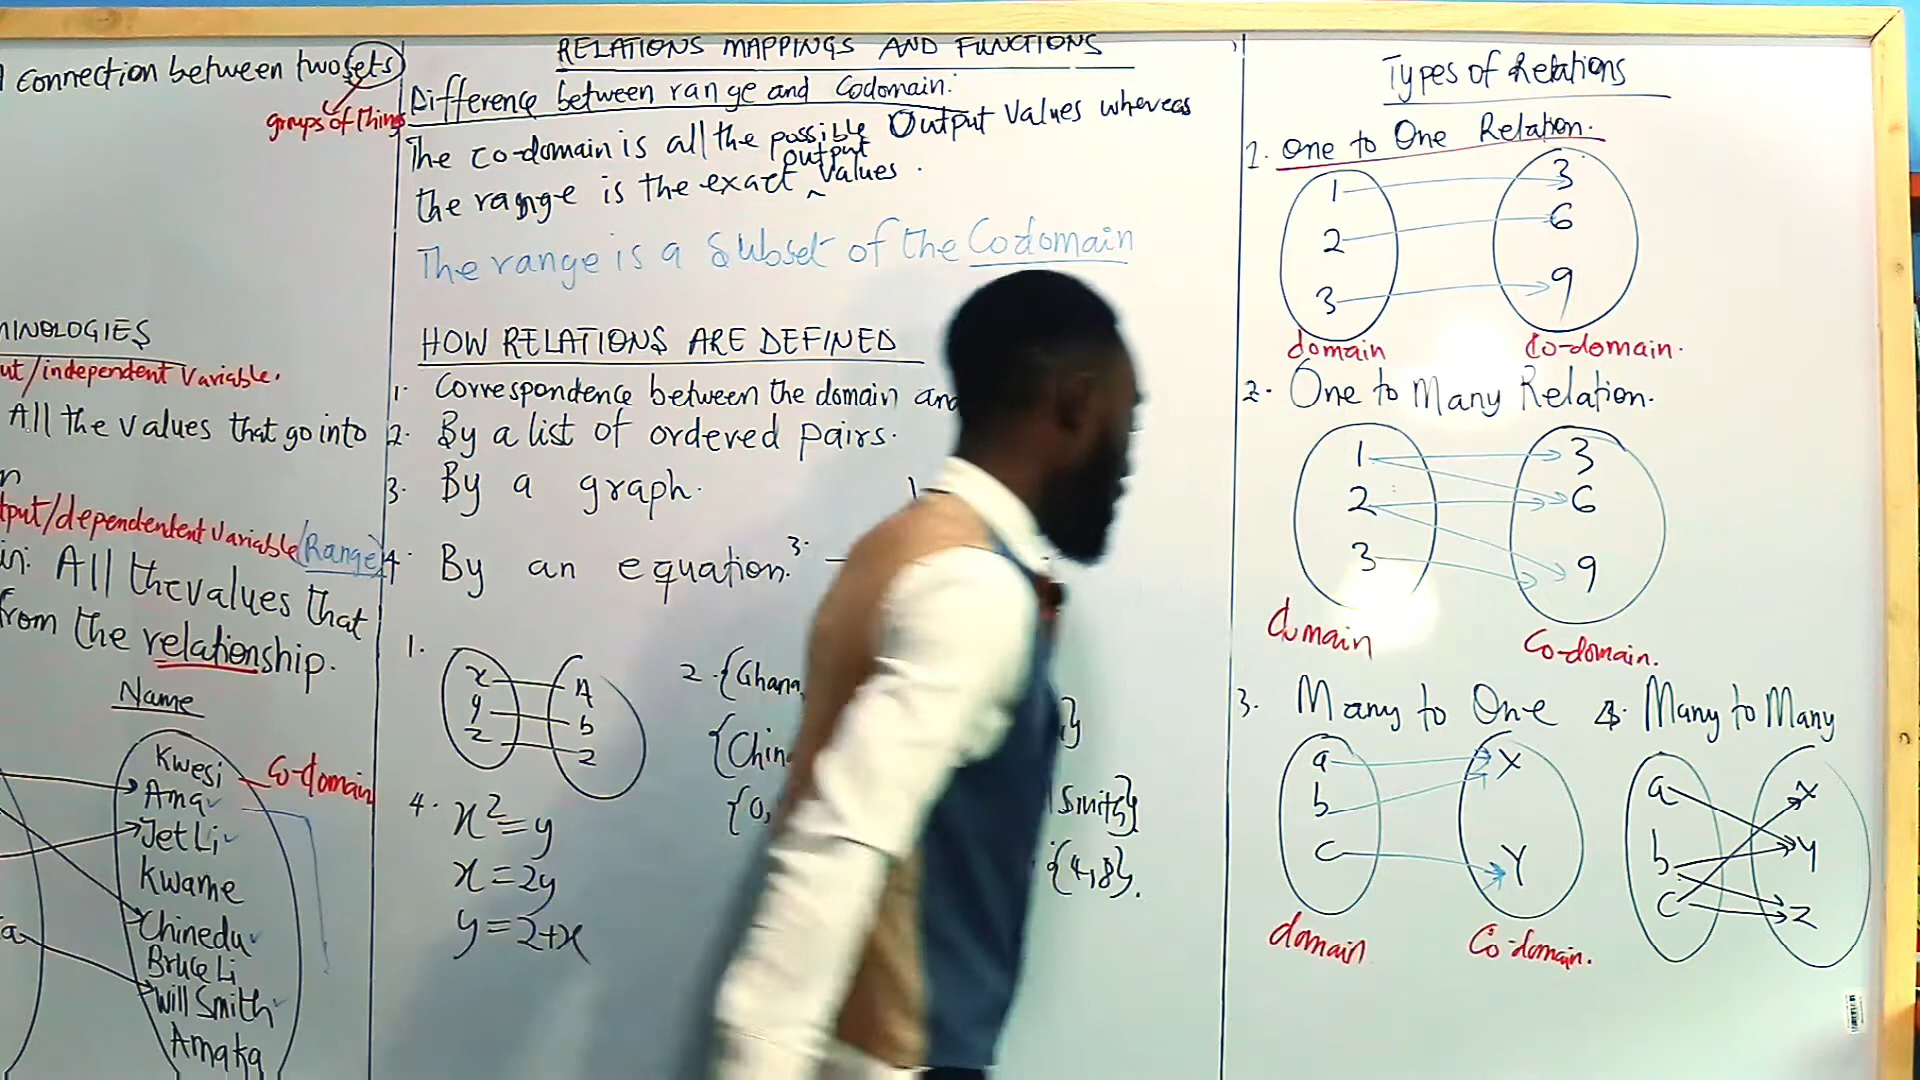 Connection between two sets
groups of things
MINOLOGIES
ut/independent Variable.
All the values that go into
n
tput/dependentent Variable (Range)
in: All the values that
from the relationship.
Name
Kwesi
Ama
Jet Li
Kwame
Chinedu
Bruce Li
Will Smith
Amaka
Co-domain
a
RELATIONS MAPPINGS AND FUNCTIONS
Difference between range and Codomain:
The co-domain is all the possible Output Values whereas
the range is the exact output Values.
The range is a Subset of the Codomain
HOW RELATIONS ARE DEFINED
1. Correspondence between the domain and
2. By a list of ordered pairs.
3. By a graph.
4. By an equation.
1.
x A
y b
z 2
2. {Ghana,
{Chin
{0,
Smith}
{4,8}.
3.
4. x²=y
x=2y
y=2+x
Types of Relations
1. One to One Relation.
1 3
2 6
3 9
domain Co-domain.
2. One to Many Relation.
1 3
2 6
3 9
domain Co-domain.
3. Many to One
a X
b
c Y
domain Co-domain.
4. Many to Many
a x
b y
c z